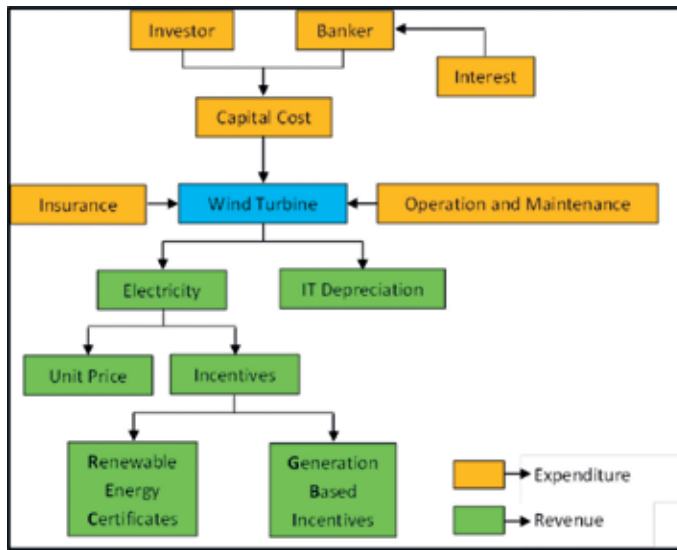 Investor
Banker
Interest
Capital Cost
Insurance
Wind Turbine
Operation and Maintenance
Electricity
IT Depreciation
Unit Price
Incentives
Renewable
Energy
Certificates
Generation
Based
Incentives
Expenditure
Revenue